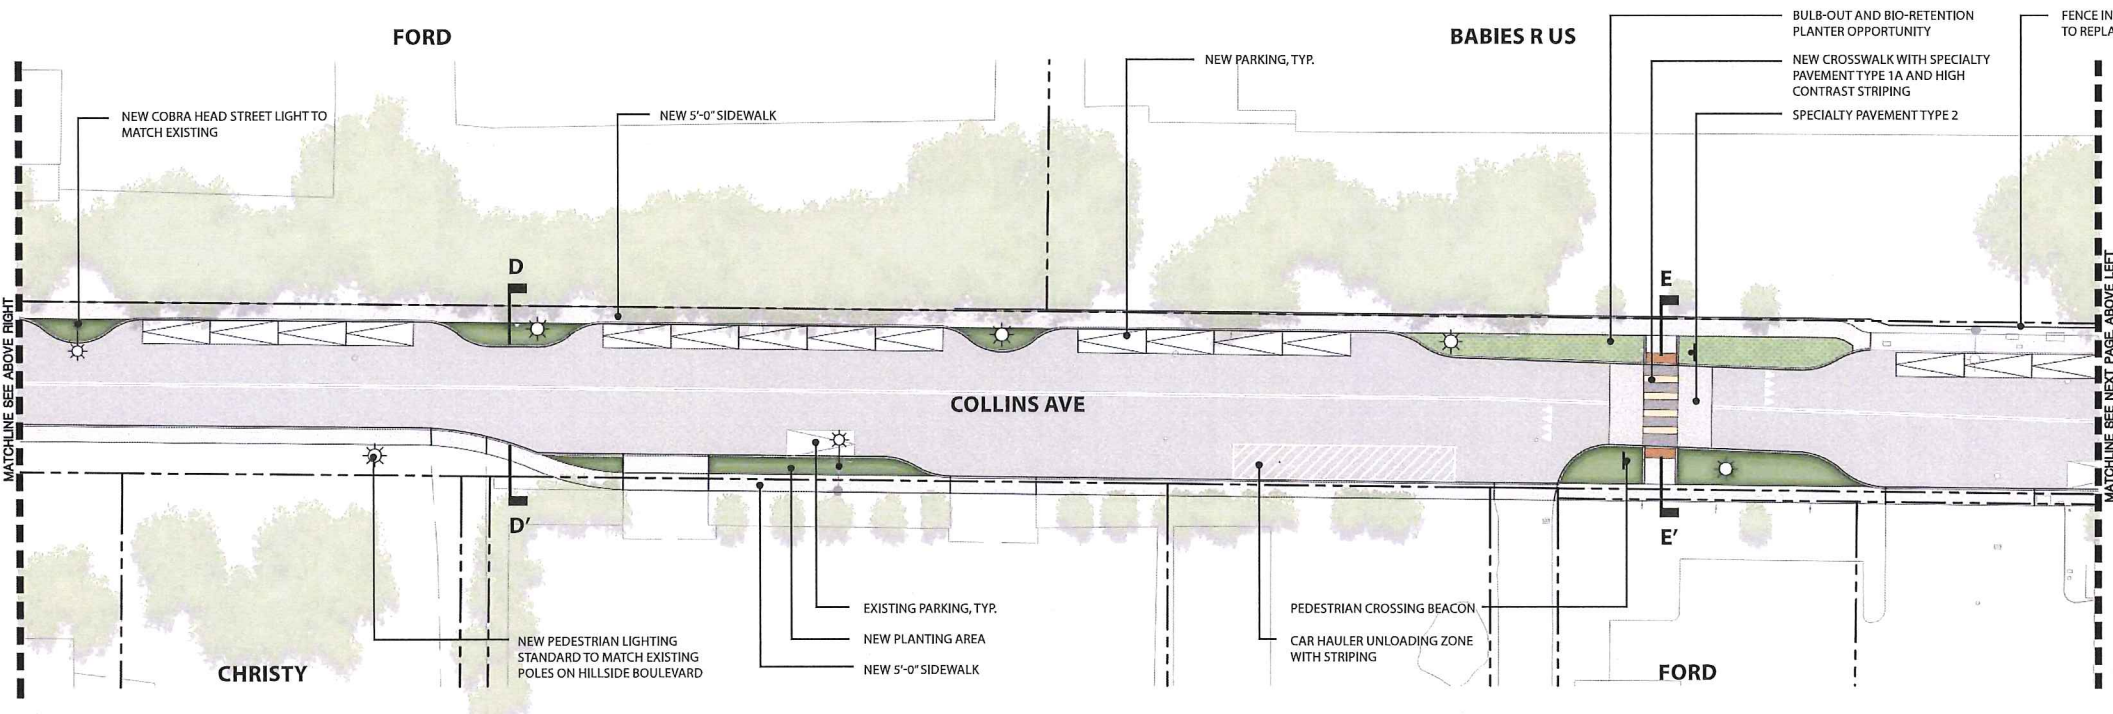 FORD
BABIES R US
BULB-OUT AND BIO-RETENTION
PLANTER OPPORTUNITY
FENCE IN
TO REPLA
NEW PARKING, TYP.
NEW CROSSWALK WITH SPECIALTY
PAVEMENT TYPE 1A AND HIGH
CONTRAST STRIPING
NEW COBRA HEAD STREET LIGHT TO
MATCH EXISTING
NEW 5'-0" SIDEWALK
SPECIALTY PAVEMENT TYPE 2
D
E
MATCHLINE SEE ABOVE RIGHT
COLLINS AVE
MATCHLINE SEE NEXT PAGE, ABOVE LEFT
D'
E'
EXISTING PARKING, TYP.
PEDESTRIAN CROSSING BEACON
NEW PEDESTRIAN LIGHTING
STANDARD TO MATCH EXISTING
POLES ON HILLSIDE BOULEVARD
NEW PLANTING AREA
CAR HAULER UNLOADING ZONE
WITH STRIPING
NEW 5'-0" SIDEWALK
CHRISTY
FORD